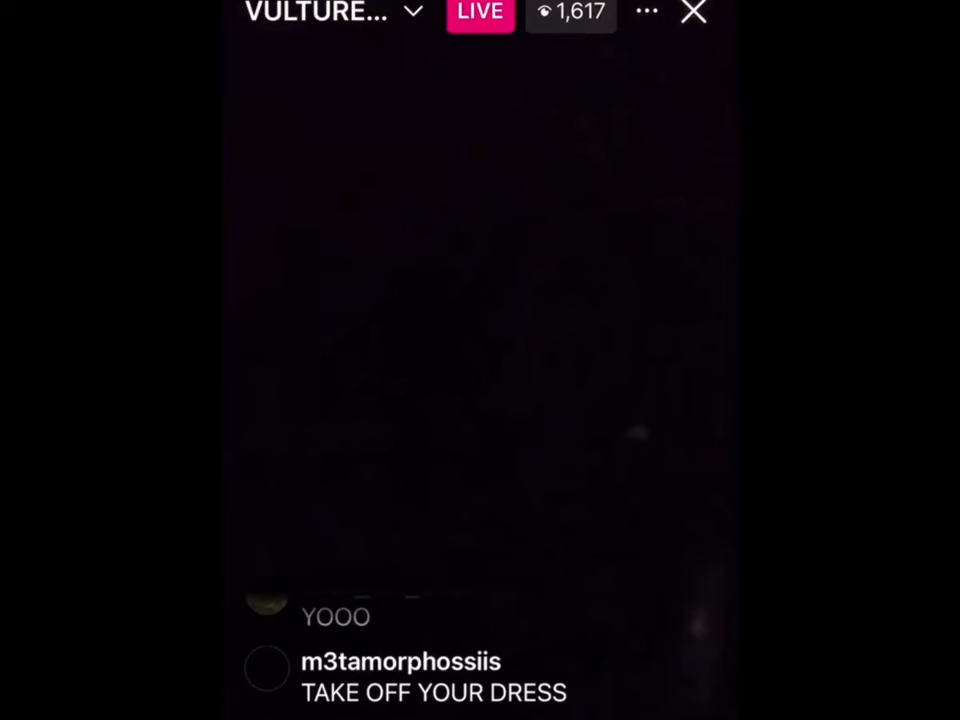 VULTURE...
LIVE
1,617
YOOO
m3tamorphossiis
TAKE OFF YOUR DRESS